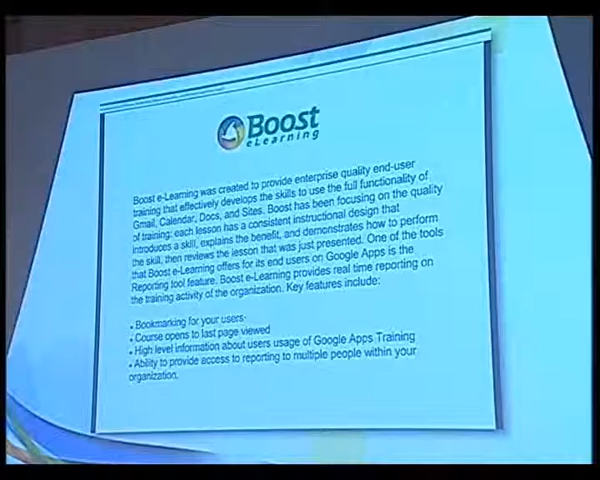 Boost
eLearning
Boost e-Learning was created to provide enterprise quality end-user
training that effectively develops the skills to use the full functionality of
Gmail, Calendar, Docs, and Sites. Boost has been focusing on the quality
of training: each lesson has a consistent instructional design that
introduces a skill, explains the benefit, and demonstrates how to perform
the skill, then reviews the lesson that was just presented. One of the tools
that Boost e-Learning offers for its end users on Google Apps is the
Reporting tool feature. Boost e-Learning provides real time reporting on
the training activity of the organization. Key features include:
• Bookmarking for your users·
• Course opens to last page viewed
• High level information about users usage of Google Apps Training
• Ability to provide access to reporting to multiple people within your
organization.